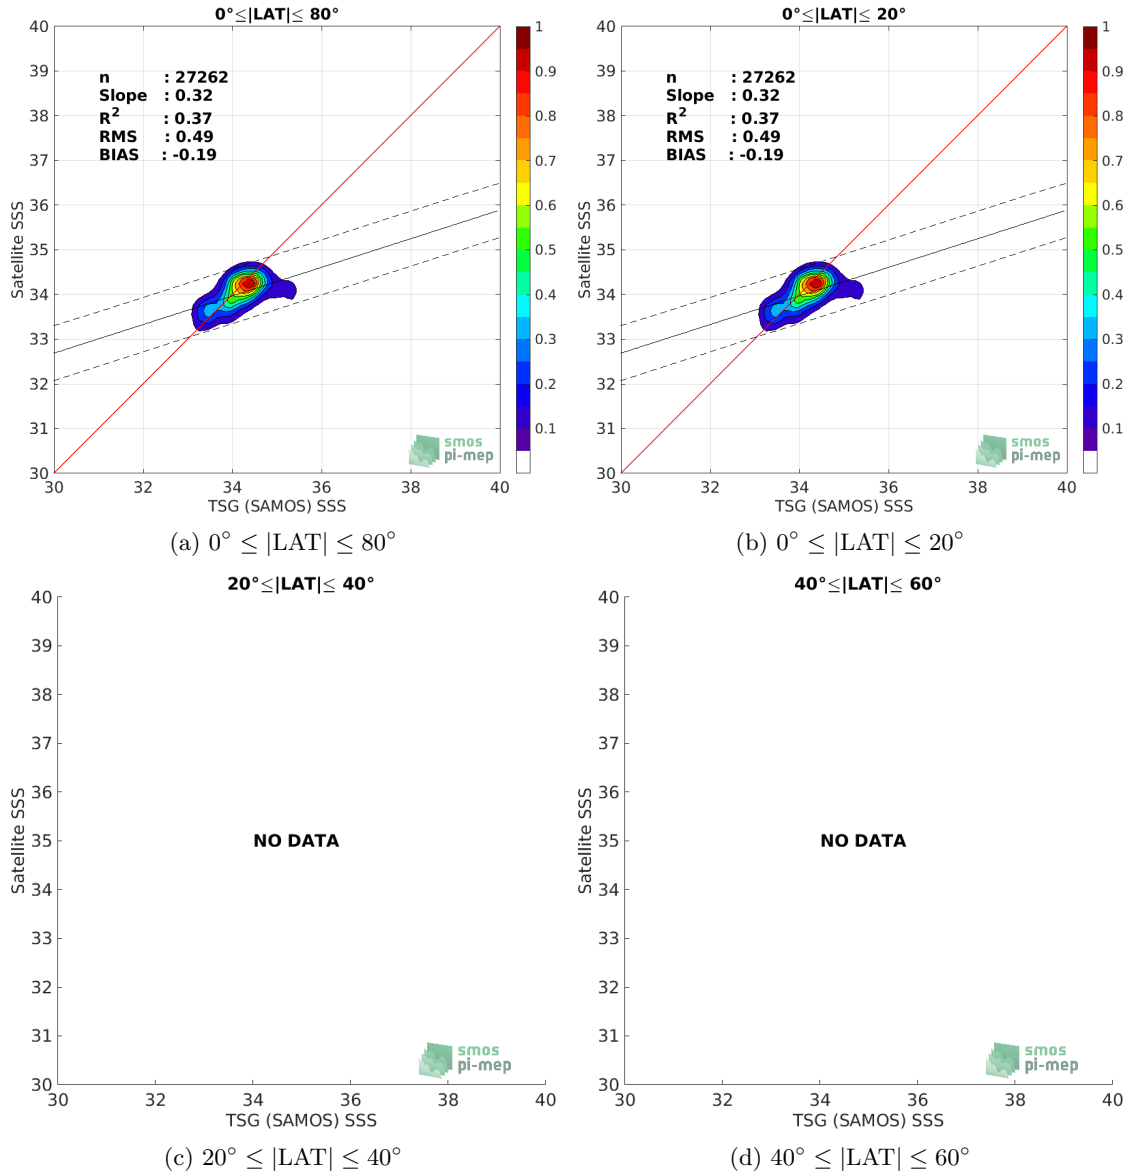 0°≤|LAT|≤ 80°
40
39
38
37
36
35
34
33
32
31
30
Satellite SSS
n : 27262
Slope : 0.32
R² : 0.37
RMS : 0.49
BIAS : -0.19
smos
pi-mep
30 32 34 36 38 40
TSG (SAMOS) SSS
1
0.9
0.8
0.7
0.6
0.5
0.4
0.3
0.2
0.1
(a) 0° ≤ |LAT| ≤ 80°
0°≤|LAT|≤ 20°
40
39
38
37
36
35
34
33
32
31
30
Satellite SSS
n : 27262
Slope : 0.32
R² : 0.37
RMS : 0.49
BIAS : -0.19
smos
pi-mep
30 32 34 36 38 40
TSG (SAMOS) SSS
1
0.9
0.8
0.7
0.6
0.5
0.4
0.3
0.2
0.1
(b) 0° ≤ |LAT| ≤ 20°
20°≤|LAT|≤ 40°
40
39
38
37
36
35
34
33
32
31
30
Satellite SSS
NO DATA
smos
pi-mep
30 32 34 36 38 40
TSG (SAMOS) SSS
(c) 20° ≤ |LAT| ≤ 40°
40°≤|LAT|≤ 60°
40
39
38
37
36
35
34
33
32
31
30
Satellite SSS
NO DATA
smos
pi-mep
30 32 34 36 38 40
TSG (SAMOS) SSS
(d) 40° ≤ |LAT| ≤ 60°